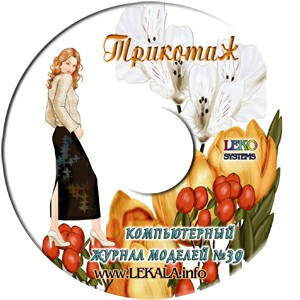 Трикотаж
LEKO
SYSTEMS
КОМПЬЮТЕРНЫЙ
ЖУРНАЛ МОДЕЛЕЙ №39
www.LEKALA.info